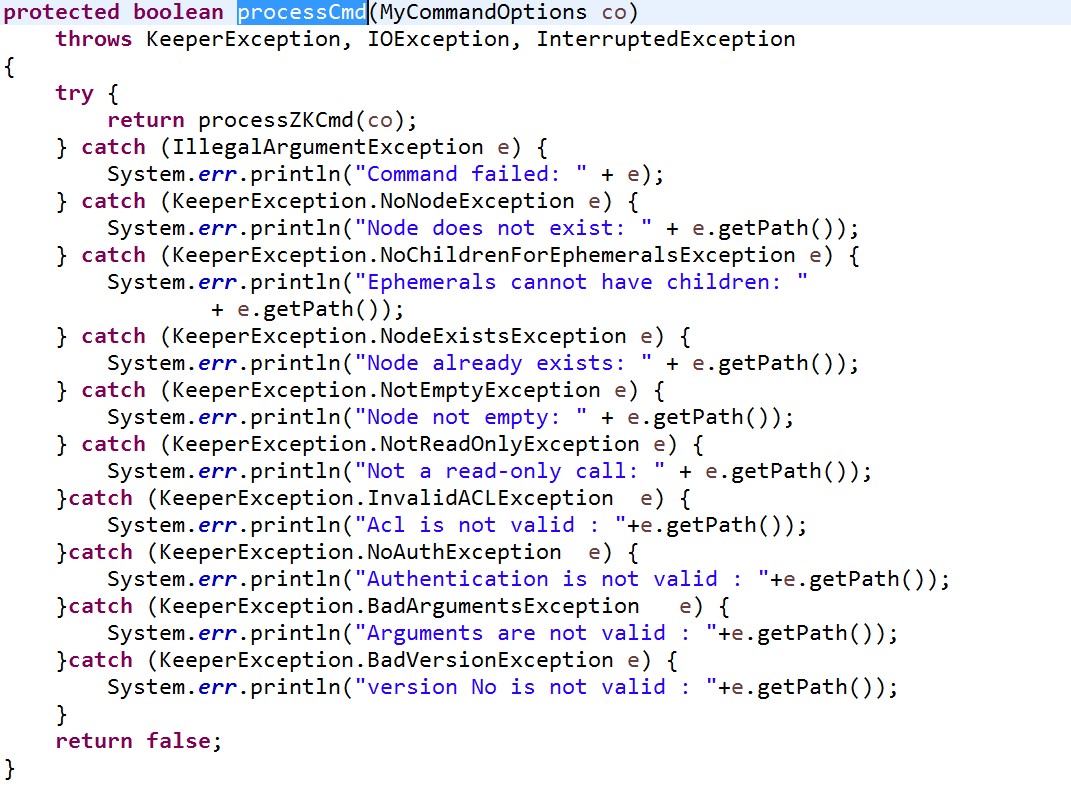 protected boolean processCmd(MyCommandOptions co)
    throws KeeperException, IOException, InterruptedException
{
    try {
        return processZKCmd(co);
    } catch (IllegalArgumentException e) {
        System.err.println("Command failed: " + e);
    } catch (KeeperException.NoNodeException e) {
        System.err.println("Node does not exist: " + e.getPath());
    } catch (KeeperException.NoChildrenForEphemeralsException e) {
        System.err.println("Ephemerals cannot have children: "
                + e.getPath());
    } catch (KeeperException.NodeExistsException e) {
        System.err.println("Node already exists: " + e.getPath());
    } catch (KeeperException.NotEmptyException e) {
        System.err.println("Node not empty: " + e.getPath());
    } catch (KeeperException.NotReadOnlyException e) {
        System.err.println("Not a read-only call: " + e.getPath());
    }catch (KeeperException.InvalidACLException  e) {
        System.err.println("Acl is not valid : "+e.getPath());
    }catch (KeeperException.NoAuthException  e) {
        System.err.println("Authentication is not valid : "+e.getPath());
    }catch (KeeperException.BadArgumentsException   e) {
        System.err.println("Arguments are not valid : "+e.getPath());
    }catch (KeeperException.BadVersionException e) {
        System.err.println("version No is not valid : "+e.getPath());
    }
    return false;
}